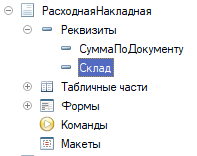 РасходнаяНакладная
Реквизиты
СуммаПоДокументу
Склад
Табличные части
Формы
Команды
Макеты